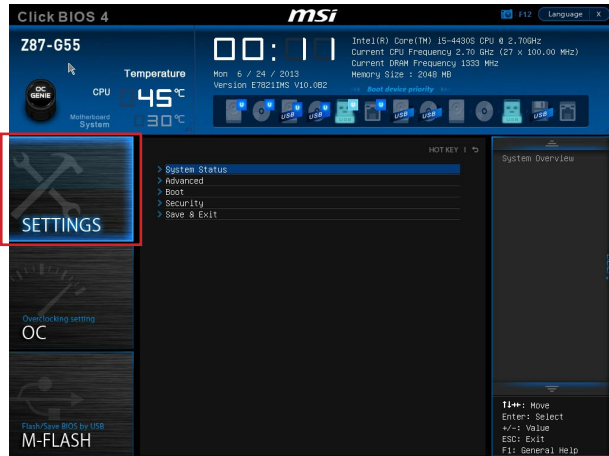 Click BIOS 4
msi
F12
Language
X
Z87-G55
OC
GENIE
Temperature
CPU
45°C
Motherboard
System
30°C
00:11
Mon 6 / 24 / 2013
Version E7821IMS V10.0B2
Intel(R) Core(TM) i5-4430S CPU @ 2.70GHz
Current CPU Frequency 2.70 GHz (27 x 100.00 MHz)
Current DRAM Frequency 1333 MHz
Memory Size : 2048 MB
Boot device priority
U U U USB U USB U U USB USB U U USB
SETTINGS
Overclocking setting
OC
Flash/Save BIOS by USB
M-FLASH
HOT KEY
> System Status
> Advanced
> Boot
> Security
> Save & Exit
System Overview
↑↓→←: Move
Enter: Select
+/-: Value
ESC: Exit
F1: General Help